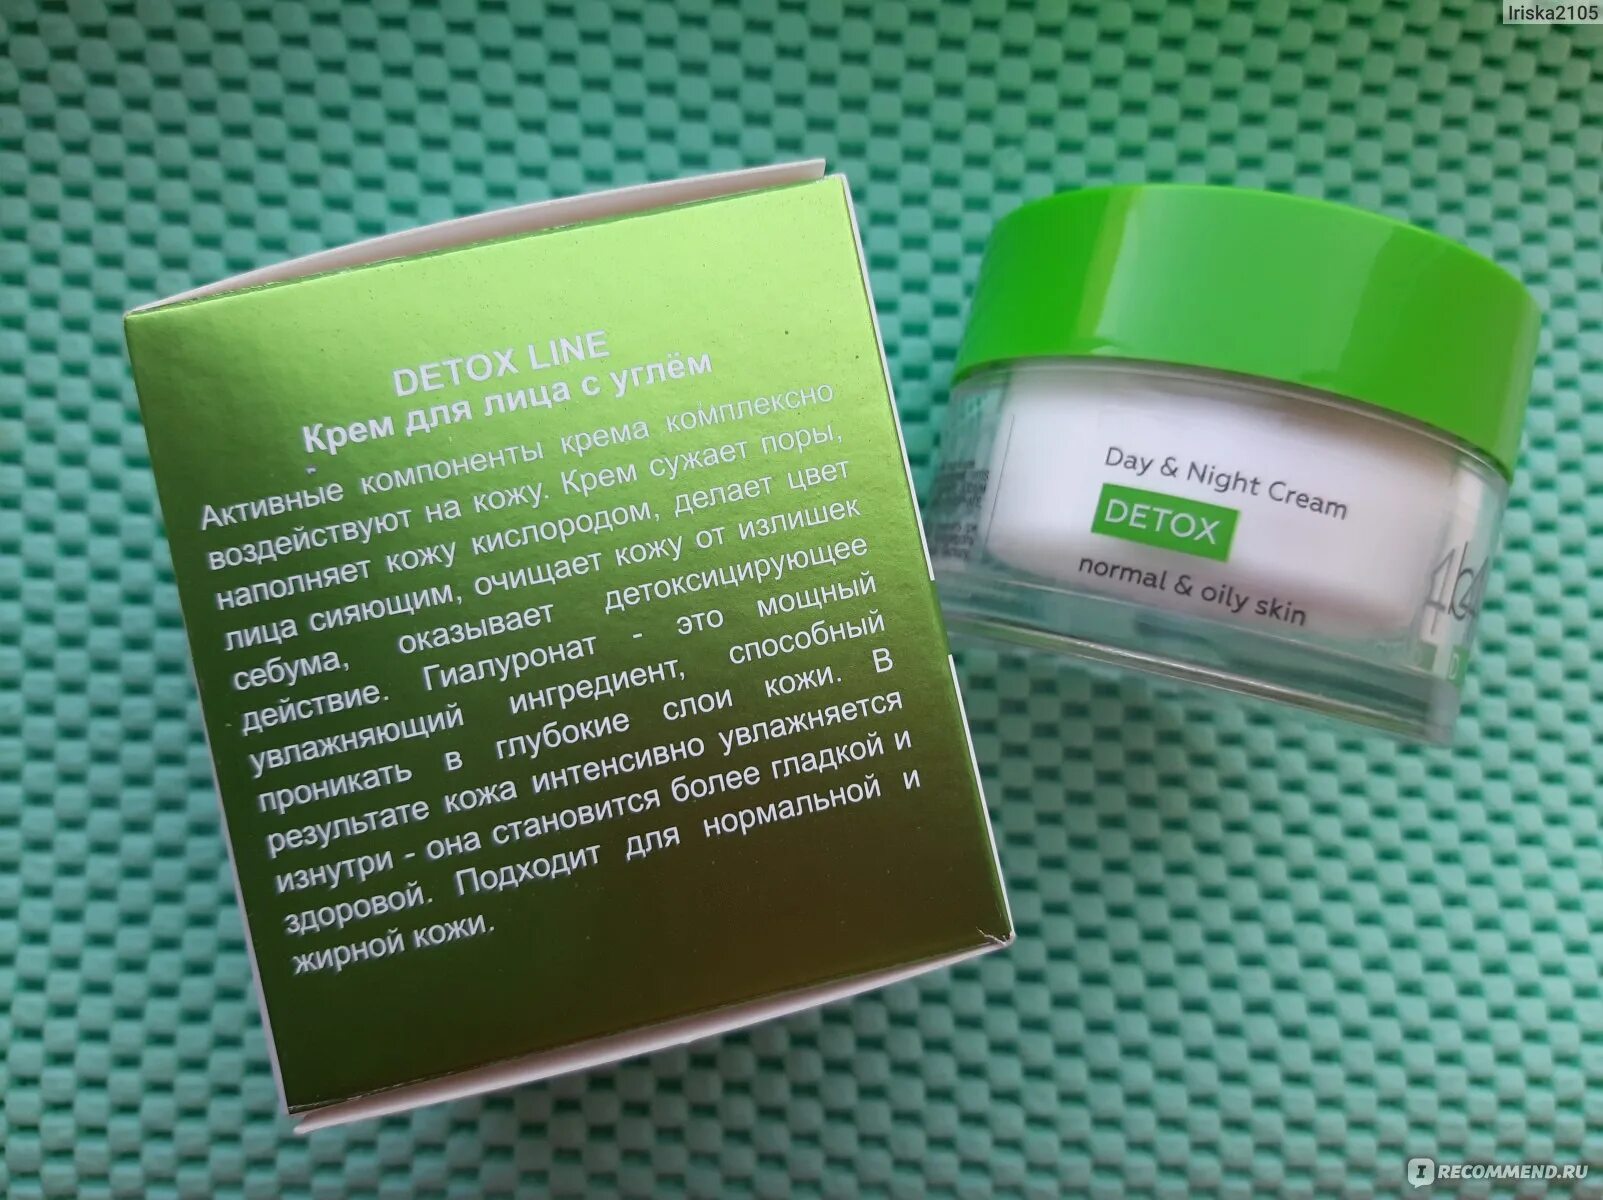 Iriska2105
DETOX LINE
Крем для лица с углём
Активные компоненты крема комплексно
воздействуют на кожу. Крем сужает поры,
наполняет кожу кислородом, делает цвет
лица сияющим, очищает кожу от излишек
себума, оказывает детоксицирующее
действие. Гиалуронат - это мощный
увлажняющий ингредиент, способный
проникать в глубокие слои кожи. В
результате кожа интенсивно увлажняется
изнутри - она становится более гладкой и
здоровой. Подходит для нормальной и
жирной кожи.
Day & Night Cream
DETOX
normal & oily skin
IRECOMMEND.RU